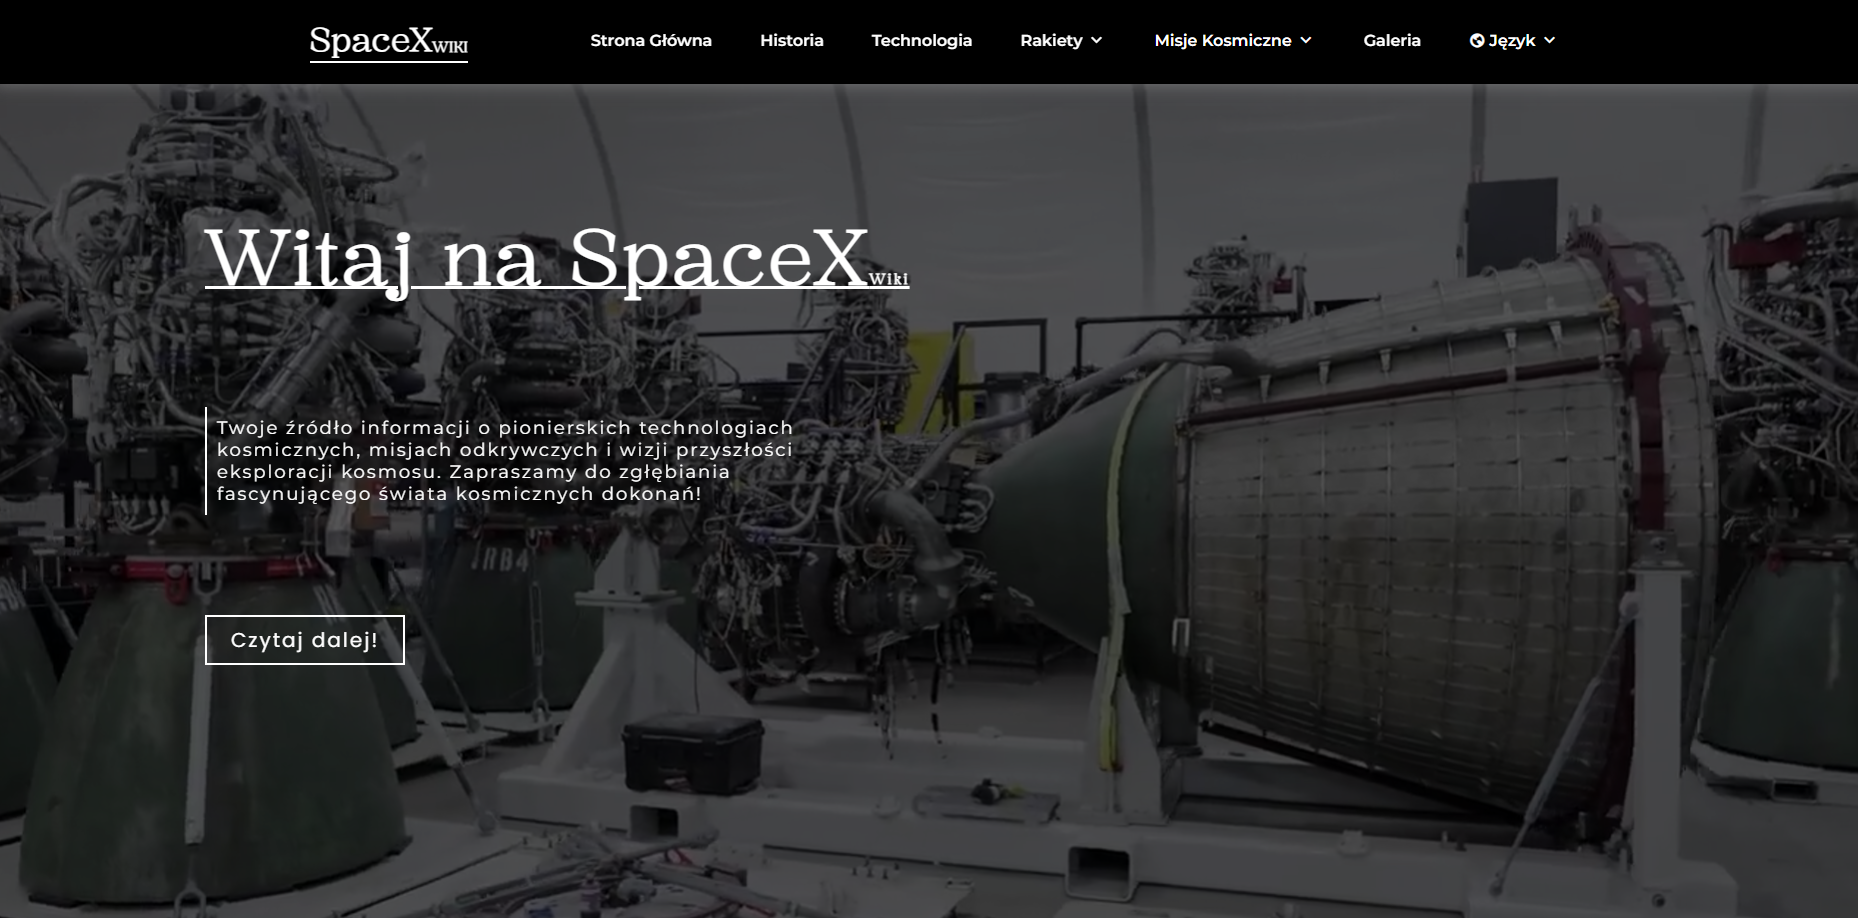 SpaceXWIKI
Strona Główna Historia Technologia Rakiety Misje Kosmiczne Galeria Język
Witaj na SpaceXWiki
Twoje źródło informacji o pionierskich technologiach
kosmicznych, misjach odkrywczych i wizji przyszłości
eksploracji kosmosu. Zapraszamy do zgłębiania
fascynującego świata kosmicznych dokonań!
JRB4
Czytaj dalej!